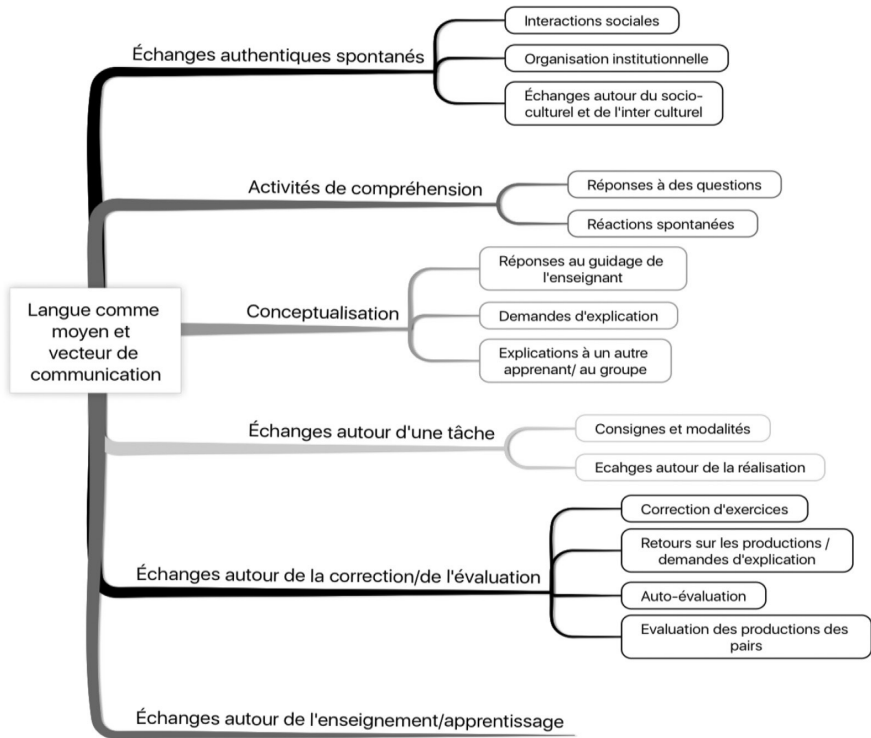 Langue comme
moyen et
vecteur de
communication
Échanges authentiques spontanés
Interactions sociales
Organisation institutionnelle
Échanges autour du socio-
culturel et de l'inter culturel
Activités de compréhension
Réponses à des questions
Réactions spontanées
Conceptualisation
Réponses au guidage de
l'enseignant
Demandes d'explication
Explications à un autre
apprenant/ au groupe
Échanges autour d'une tâche
Consignes et modalités
Ecahges autour de la réalisation
Échanges autour de la correction/de l'évaluation
Correction d'exercices
Retours sur les productions /
demandes d'explication
Auto-évaluation
Evaluation des productions des
pairs
Échanges autour de l'enseignement/apprentissage